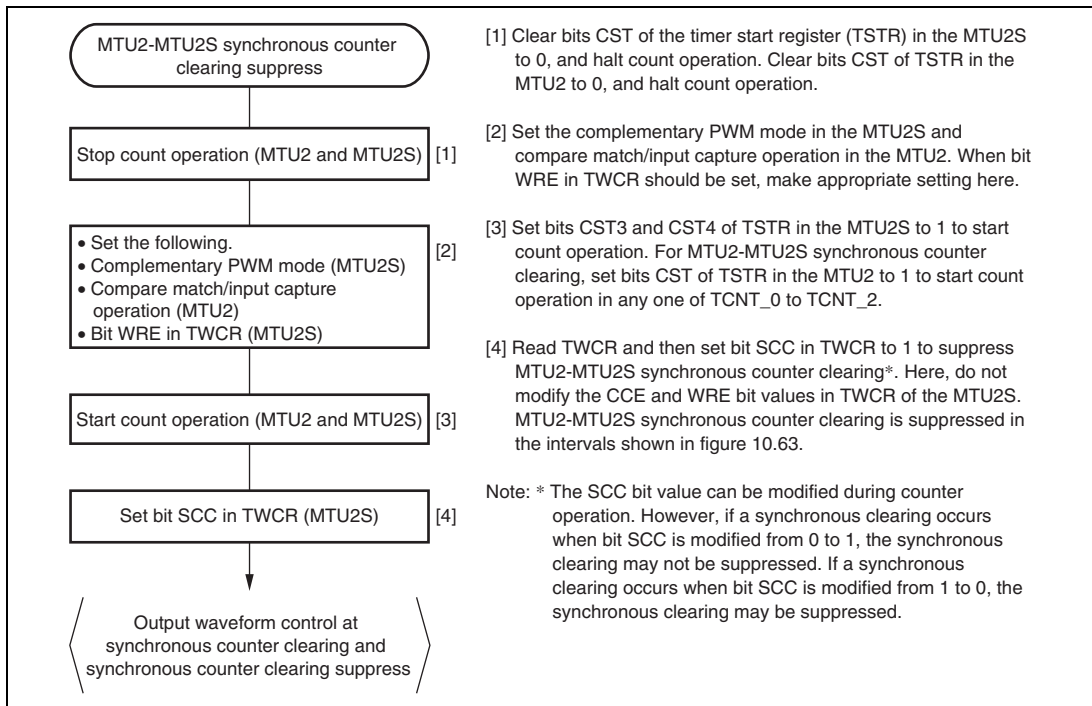 MTU2-MTU2S synchronous counter
clearing suppress
Stop count operation (MTU2 and MTU2S)
[1]
• Set the following.
• Complementary PWM mode (MTU2S)
• Compare match/input capture
operation (MTU2)
• Bit WRE in TWCR (MTU2S)
[2]
Start count operation (MTU2 and MTU2S)
[3]
Set bit SCC in TWCR (MTU2S)
[4]
Output waveform control at
synchronous counter clearing and
synchronous counter clearing suppress
[1] Clear bits CST of the timer start register (TSTR) in the MTU2S
to 0, and halt count operation. Clear bits CST of TSTR in the
MTU2 to 0, and halt count operation.
[2] Set the complementary PWM mode in the MTU2S and
compare match/input capture operation in the MTU2. When bit
WRE in TWCR should be set, make appropriate setting here.
[3] Set bits CST3 and CST4 of TSTR in the MTU2S to 1 to start
count operation. For MTU2-MTU2S synchronous counter
clearing, set bits CST of TSTR in the MTU2 to 1 to start count
operation in any one of TCNT_0 to TCNT_2.
[4] Read TWCR and then set bit SCC in TWCR to 1 to suppress
MTU2-MTU2S synchronous counter clearing*. Here, do not
modify the CCE and WRE bit values in TWCR of the MTU2S.
MTU2-MTU2S synchronous counter clearing is suppressed in
the intervals shown in figure 10.63.
Note: * The SCC bit value can be modified during counter
operation. However, if a synchronous clearing occurs
when bit SCC is modified from 0 to 1, the synchronous
clearing may not be suppressed. If a synchronous
clearing occurs when bit SCC is modified from 1 to 0, the
synchronous clearing may be suppressed.